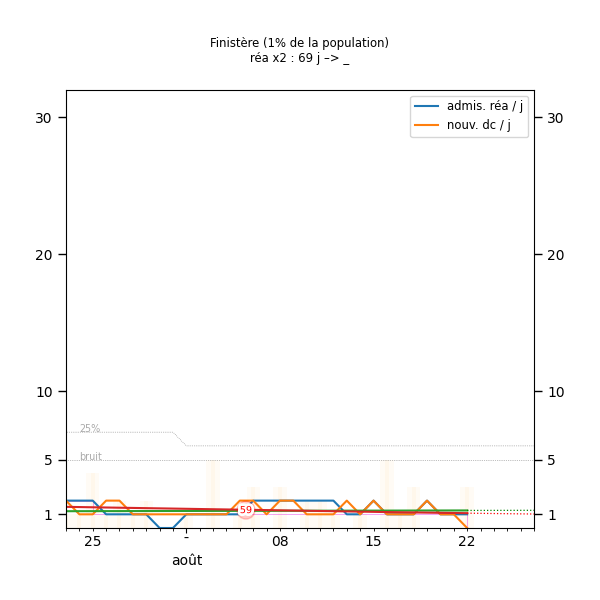 Finistère (1% de la population)
réa x2 : 69 j –> _
admis. réa / j
nouv. dc / j
30 30
20 20
10 10
25%
bruit
5 5
59
1 1
25 - 08 15 22
août